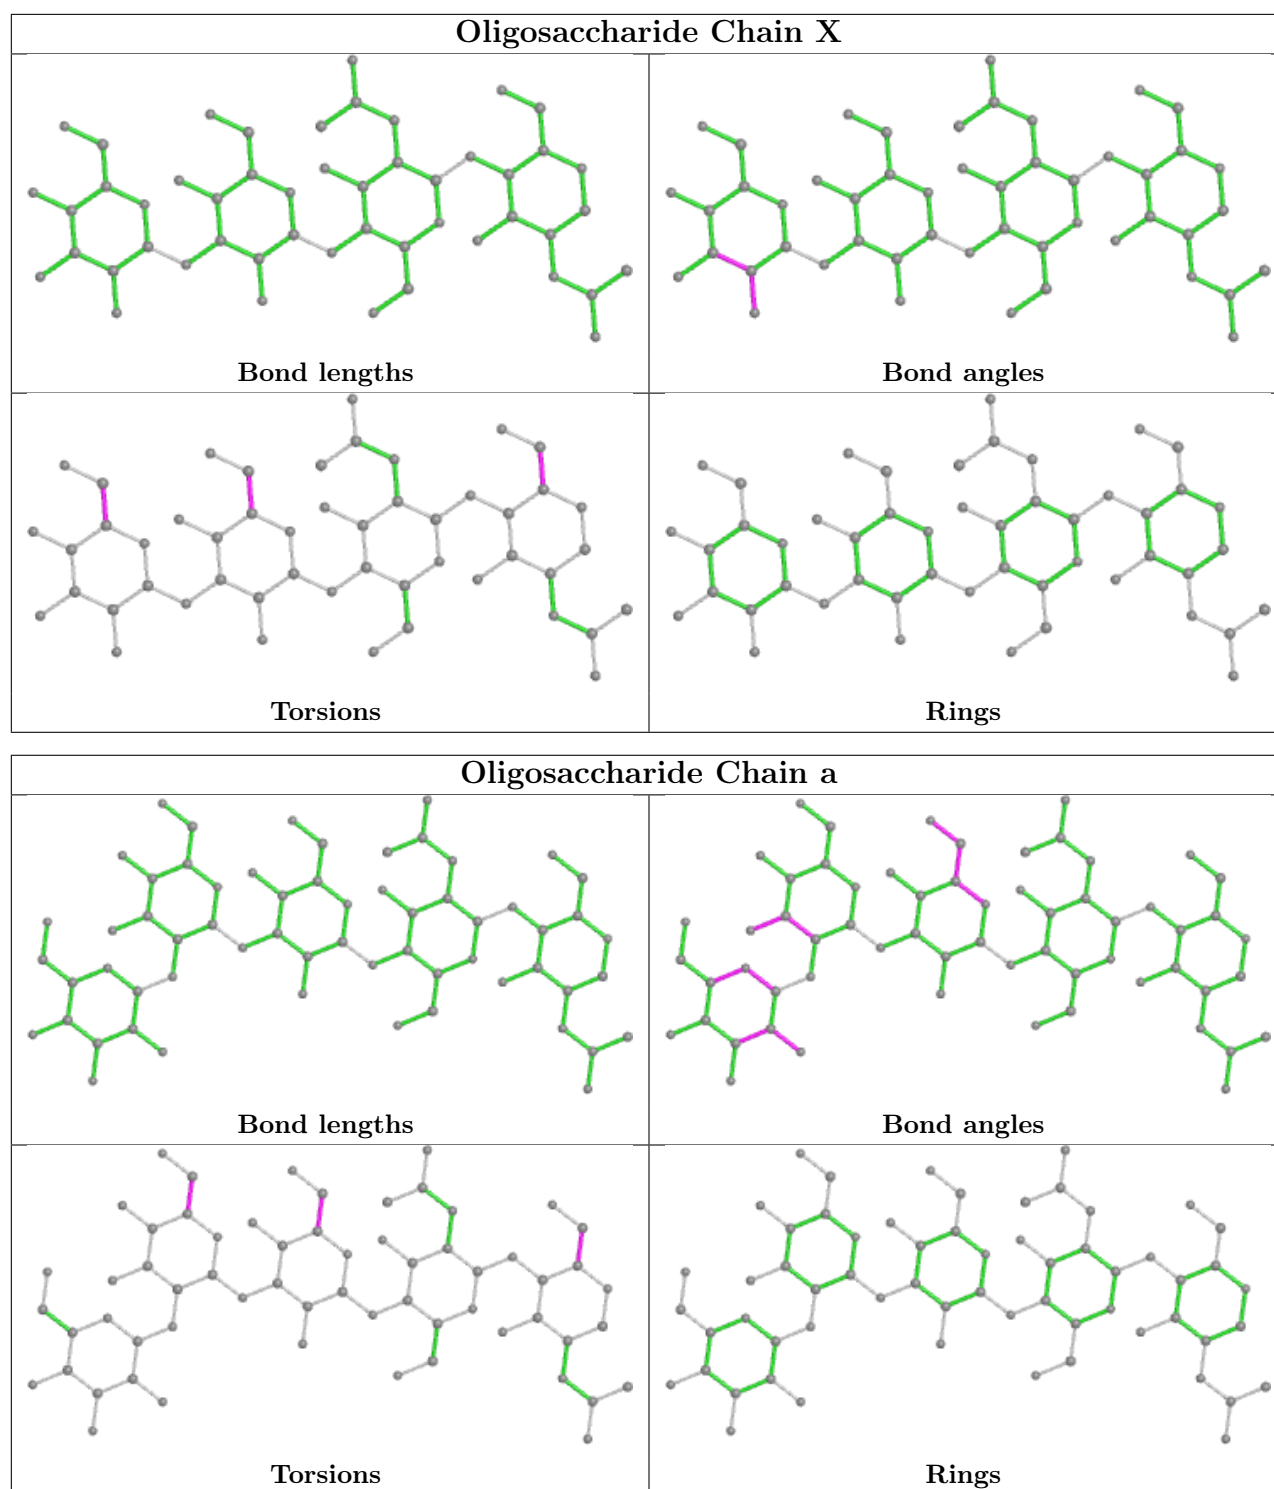 Oligosaccharide Chain X
Bond lengths
Bond angles
Torsions
Rings
Oligosaccharide Chain a
Bond lengths
Bond angles
Torsions
Rings